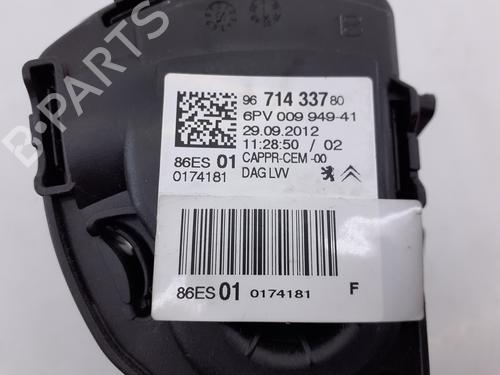 B-PARTS
96 714 337 80
6PV 009 949-41
29.09.2012
11:28:50 / 02
86ES 01 CAPPR-CEM -00
0174181 DAG LVV
86ES 01 0174181 F